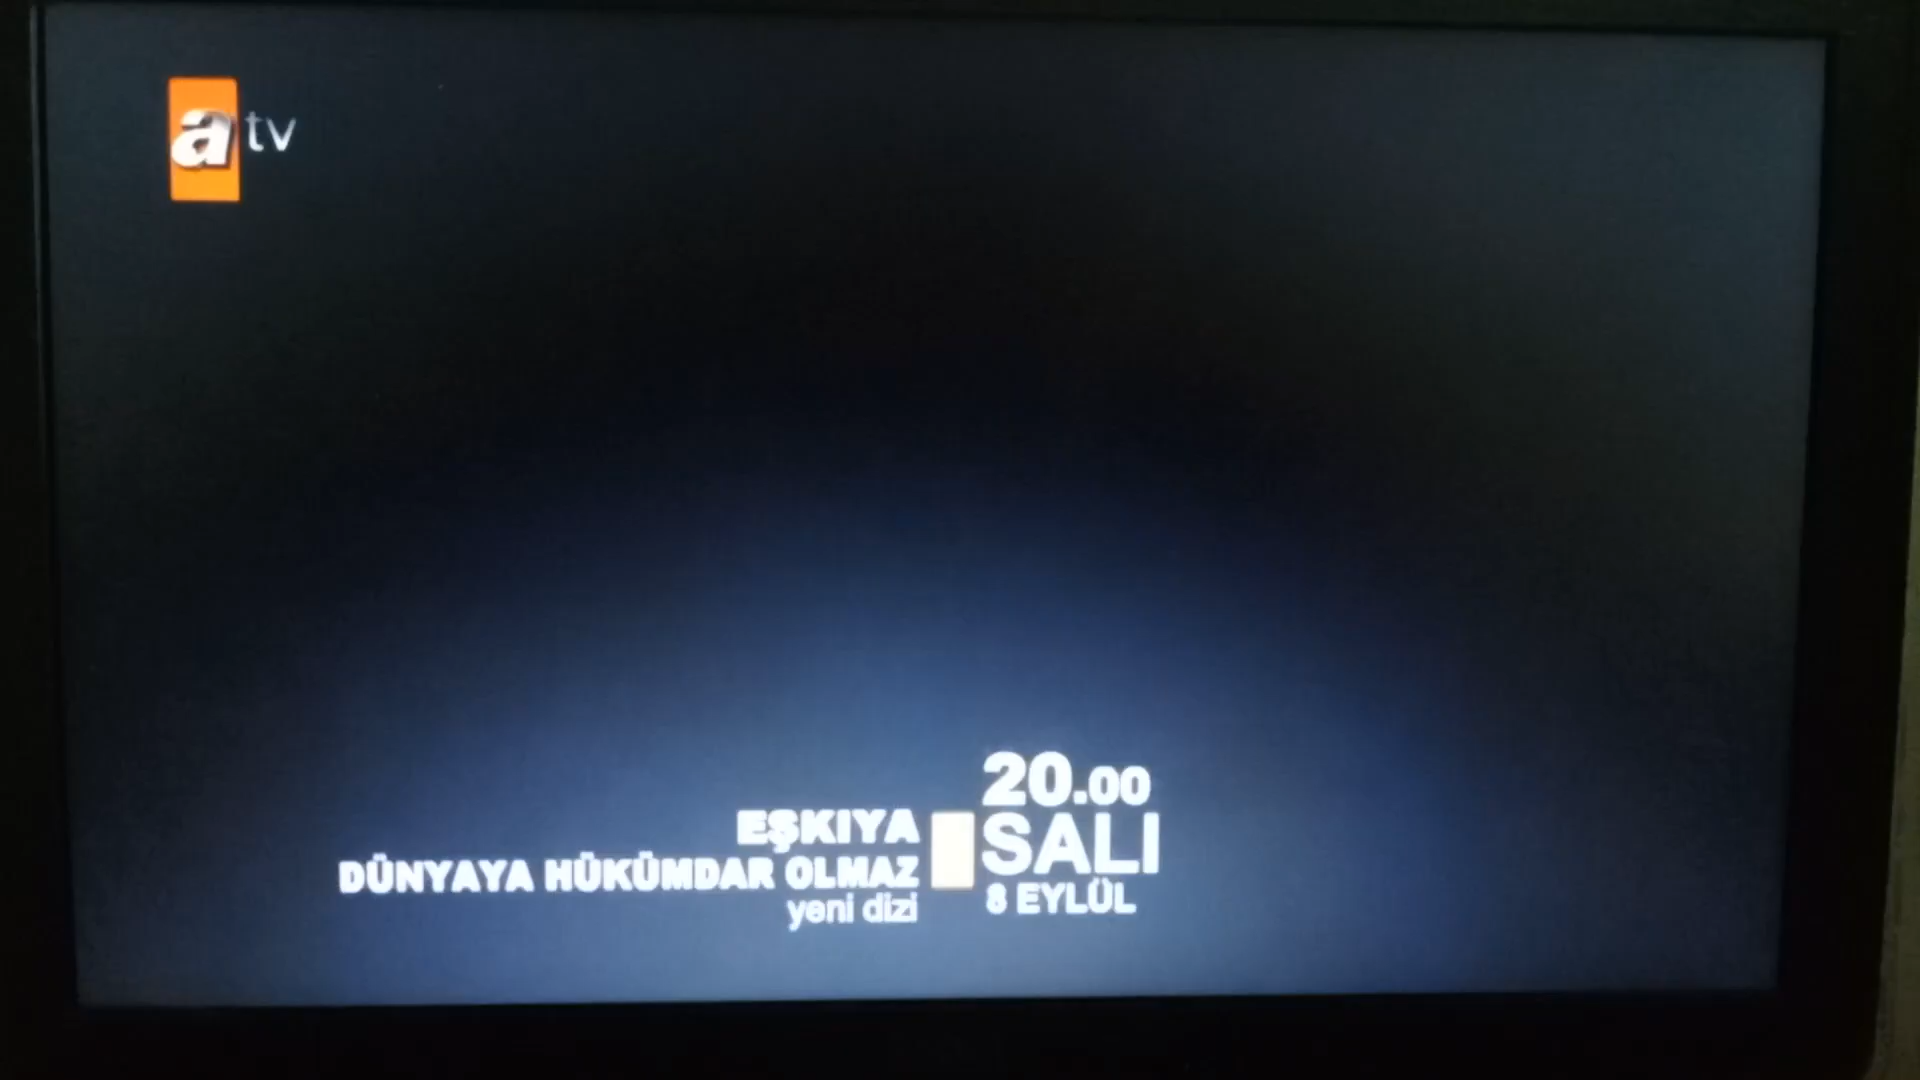 atv
EŞKIYA
DÜNYAYA HÜKÜMDAR OLMAZ
yeni dizi
20.00
SALI
8 EYLÜL